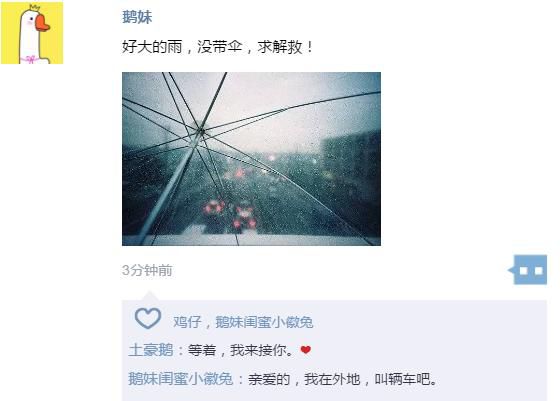 鹅妹
好大的雨，没带伞，求解救！
3分钟前
鸡仔，鹅妹闺蜜小徽兔
土豪鹅：等着，我来接你。
鹅妹闺蜜小徽兔：亲爱的，我在外地，叫辆车吧。